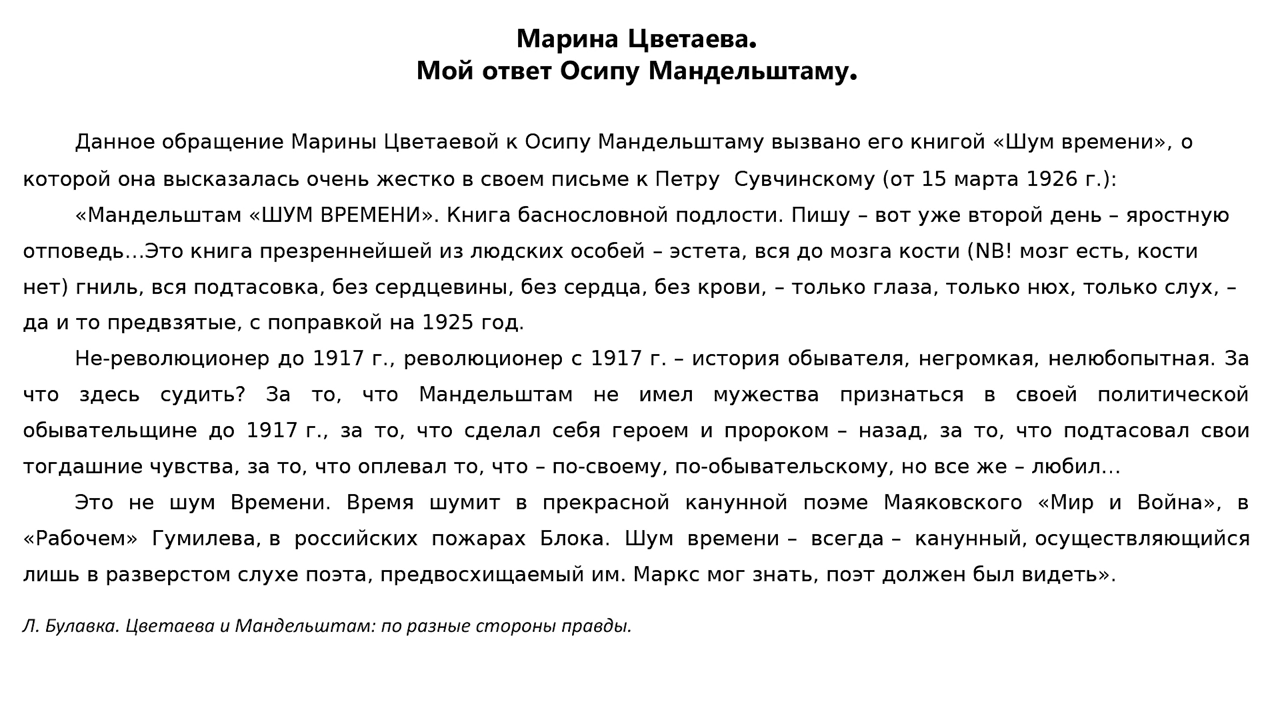 Марина Цветаева.
Мой ответ Осипу Мандельштаму.
Данное обращение Марины Цветаевой к Осипу Мандельштаму вызвано его книгой «Шум времени», о
которой она высказалась очень жестко в своем письме к Петру  Сувчинскому (от 15 марта 1926 г.):
«Мандельштам «ШУМ ВРЕМЕНИ». Книга баснословной подлости. Пишу – вот уже второй день – яростную
отповедь…Это книга презреннейшей из людских особей – эстета, вся до мозга кости (NB! мозг есть, кости
нет) гниль, вся подтасовка, без сердцевины, без сердца, без крови, – только глаза, только нюх, только слух, –
да и то предвзятые, с поправкой на 1925 год.
Не-революционер до 1917 г., революционер с 1917 г. – история обывателя, негромкая, нелюбопытная. За
что здесь судить? За то, что Мандельштам не имел мужества признаться в своей политической
обывательщине до 1917 г., за то, что сделал себя героем и пророком – назад, за то, что подтасовал свои
тогдашние чувства, за то, что оплевал то, что – по-своему, по-обывательскому, но все же – любил…
Это не шум Времени. Время шумит в прекрасной канунной поэме Маяковского «Мир и Война», в
«Рабочем» Гумилева, в российских пожарах Блока. Шум времени – всегда – канунный, осуществляющийся
лишь в разверстом слухе поэта, предвосхищаемый им. Маркс мог знать, поэт должен был видеть».
Л. Булавка. Цветаева и Мандельштам: по разные стороны правды.